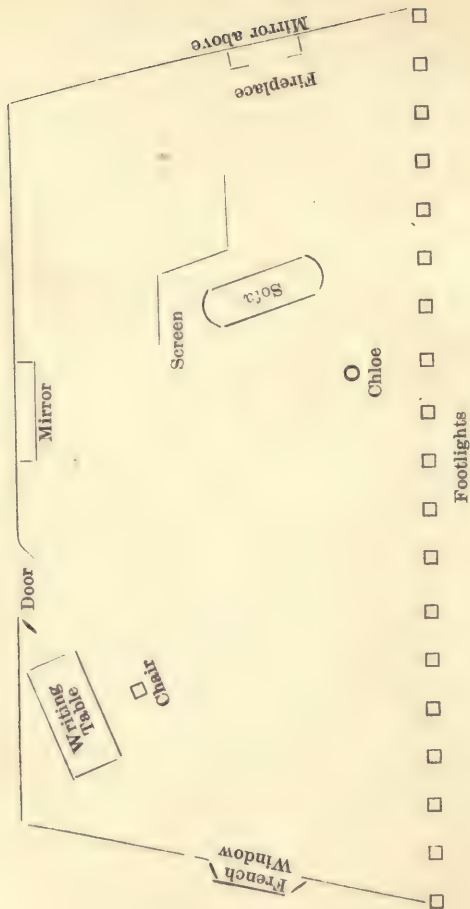 Mirror above
Fireplace
Mirror
Screen
Sofa
Door
Writing
Table
Chair
Chloe
French
Window
Footlights